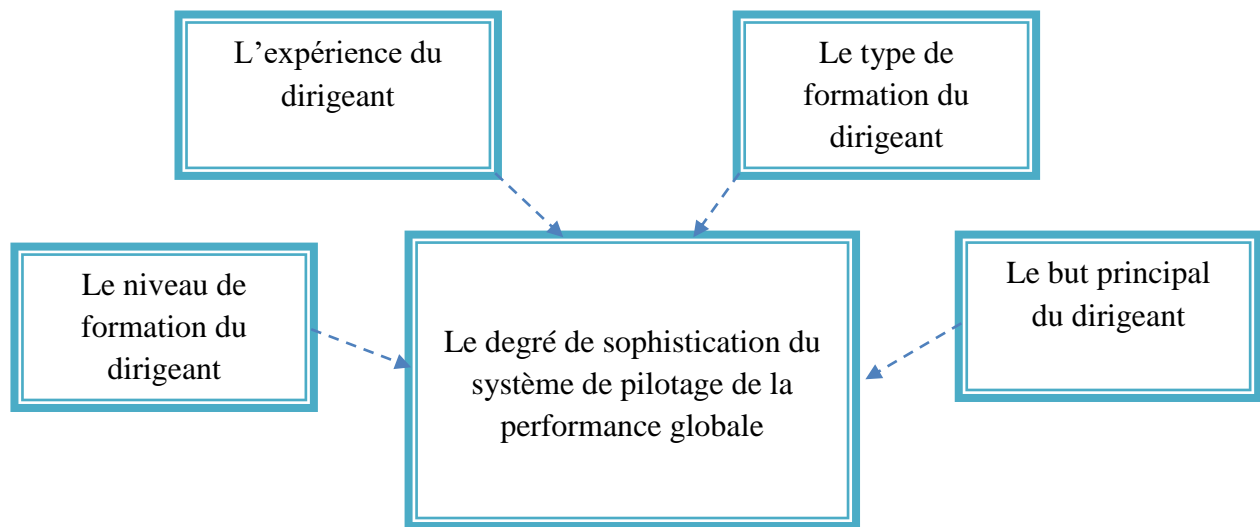 L’expérience du
dirigeant
Le type de
formation du
dirigeant
Le niveau de
formation du
dirigeant
Le degré de sophistication du
système de pilotage de la
performance globale
Le but principal
du dirigeant